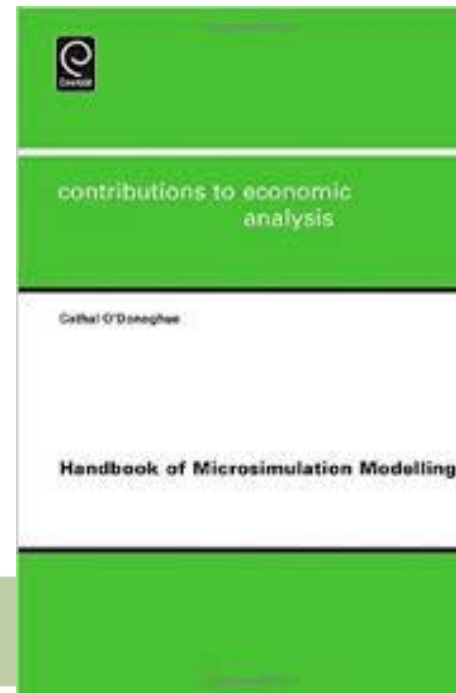 contributions to economic
analysis
Cathal O'Donoghue
Handbook of Microsimulation Modelling